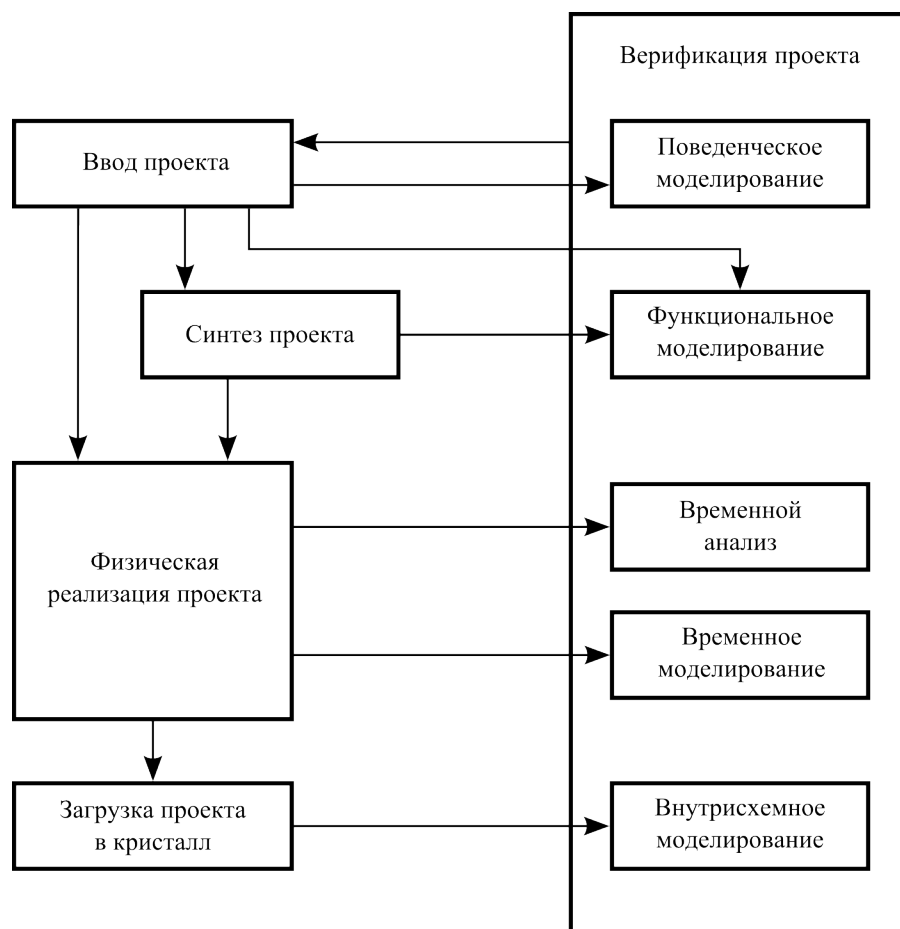 Верификация проекта
Ввод проекта
Поведенческое
моделирование
Синтез проекта
Функциональное
моделирование
Физическая
реализация проекта
Временной
анализ
Временное
моделирование
Загрузка проекта
в кристалл
Внутрисхемное
моделирование